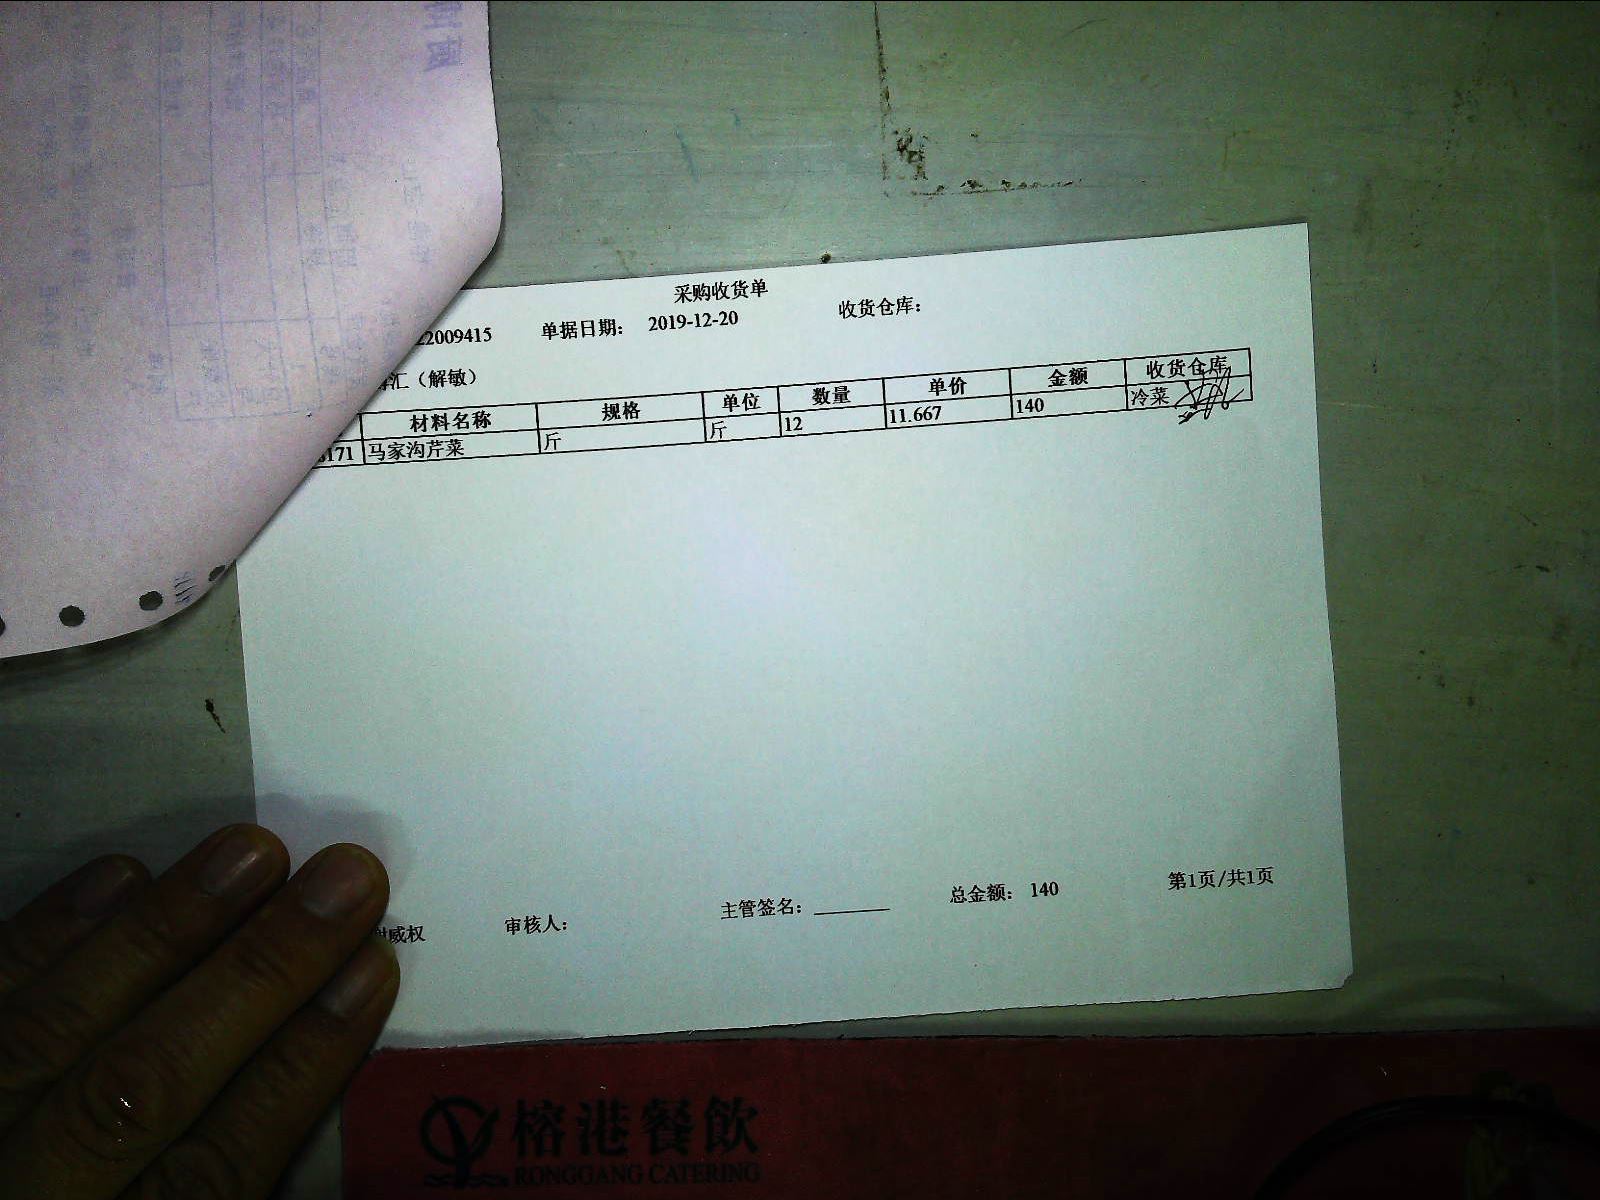 采购收货单
22009415 单据日期: 2019-12-20 收货仓库:
汇（解敏）
材料名称 规格 单位 数量 单价 金额 收货仓库
171 马家沟芹菜 斤 斤 12 11.667 140 冷菜
威权 审核人: 主管签名: 总金额: 140 第1页/共1页
榕港餐飲
RONGGANG CATERING